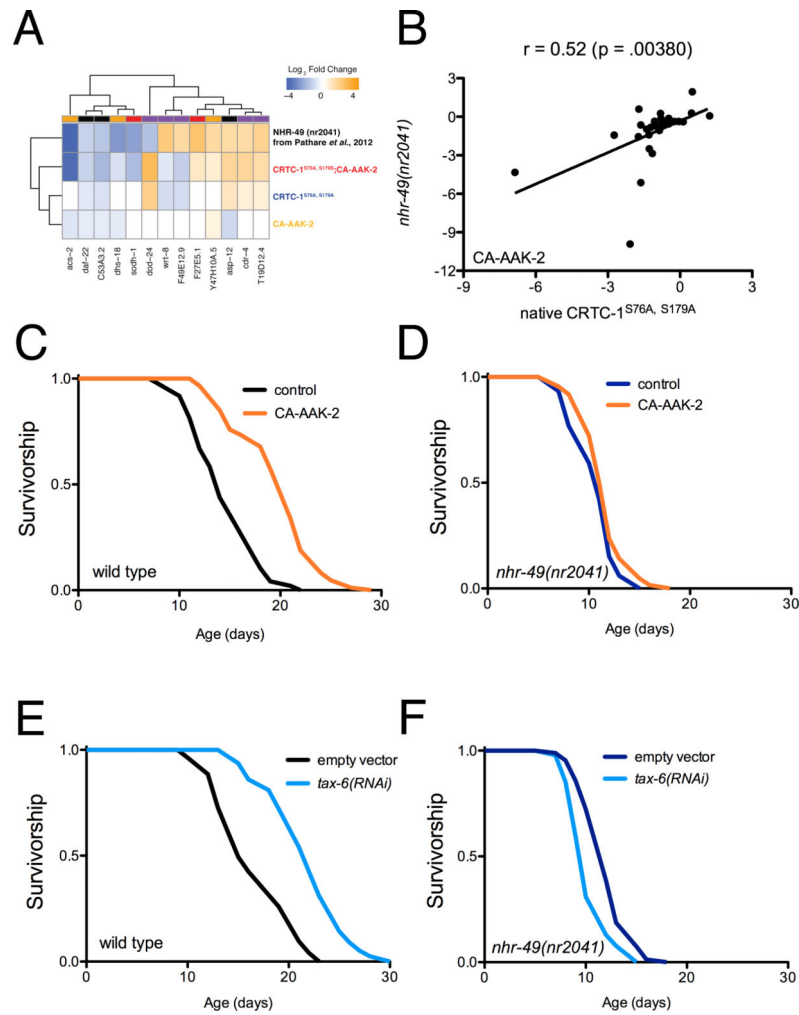 A
Log2 Fold Change
−4 0 4
NHR-49 (nr2041)
from Pathare et al., 2012
CRTC-1S76A, S179S;CA-AAK-2
CRTC-1S76A, S179A
CA-AAK-2
acs-2
daf-22
C53A3.2
dhs-18
sodh-1
dod-24
wrt-8
F49E12.9
F27E5.1
Y47H10A.5
asp-12
cdr-4
T19D12.4
B
r = 0.52 (p = .00380)
nhr-49(nr2041)
3
0
-3
-6
-9
-12
CA-AAK-2
-9 -6 -3 0 3
native CRTC-1S76A, S179A
C
Survivorship
1.0
0.5
0.0
control
CA-AAK-2
wild type
0 10 20 30
Age (days)
D
Survivorship
1.0
0.5
0.0
control
CA-AAK-2
nhr-49(nr2041)
0 10 20 30
Age (days)
E
Survivorship
1.0
0.5
0.0
empty vector
tax-6(RNAi)
wild type
0 10 20 30
Age (days)
F
Survivorship
1.0
0.5
0.0
empty vector
tax-6(RNAi)
nhr-49(nr2041)
0 10 20 30
Age (days)